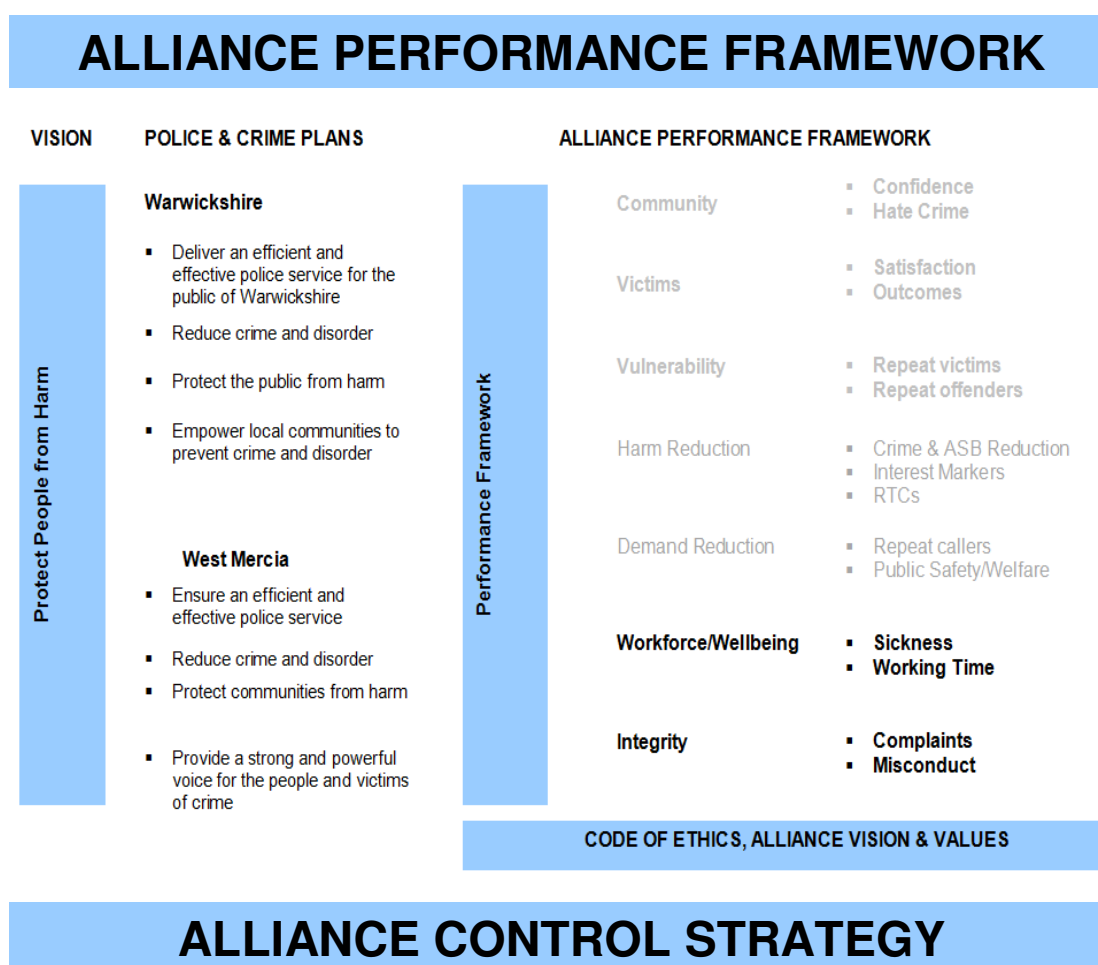 ALLIANCE PERFORMANCE FRAMEWORK
VISION
POLICE & CRIME PLANS
ALLIANCE PERFORMANCE FRAMEWORK
Protect People from Harm
Warwickshire
▪ Deliver an efficient and
effective police service for the
public of Warwickshire
▪ Reduce crime and disorder
▪ Protect the public from harm
▪ Empower local communities to
prevent crime and disorder
West Mercia
▪ Ensure an efficient and
effective police service
▪ Reduce crime and disorder
▪ Protect communities from harm
▪ Provide a strong and powerful
voice for the people and victims
of crime
Performance Framework
Community
▪ Confidence
▪ Hate Crime
Victims
▪ Satisfaction
▪ Outcomes
Vulnerability
▪ Repeat victims
▪ Repeat offenders
Harm Reduction
▪ Crime & ASB Reduction
▪ Interest Markers
▪ RTCs
Demand Reduction
▪ Repeat callers
▪ Public Safety/Welfare
Workforce/Wellbeing
▪ Sickness
▪ Working Time
Integrity
▪ Complaints
▪ Misconduct
CODE OF ETHICS, ALLIANCE VISION & VALUES
ALLIANCE CONTROL STRATEGY